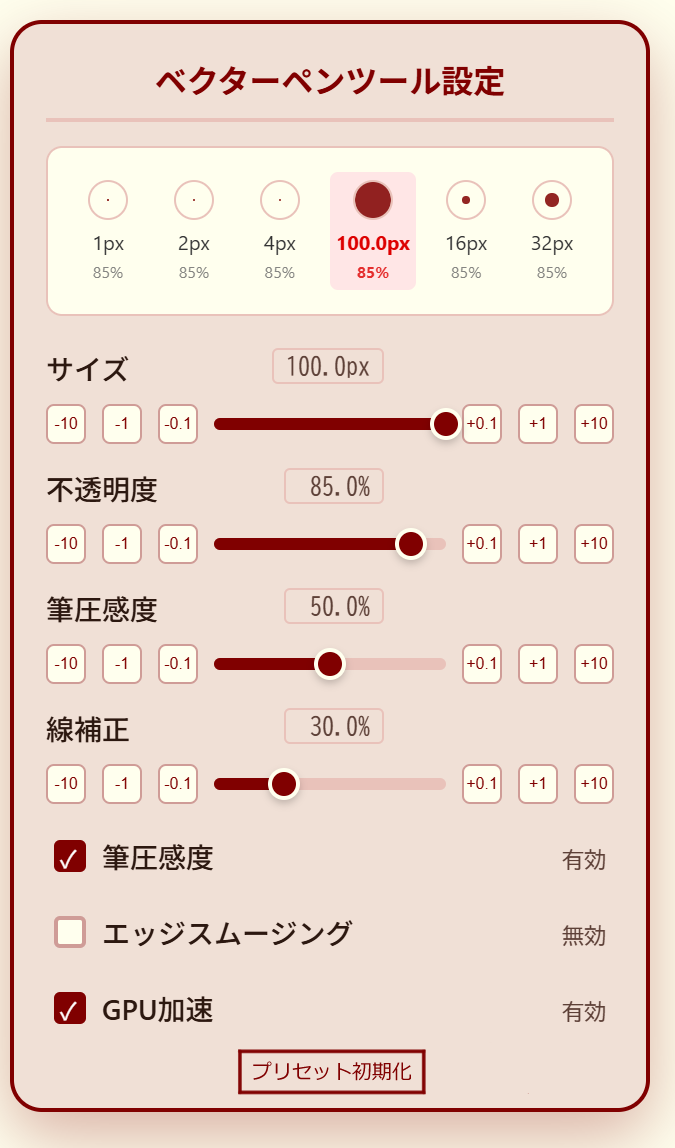 ベクターペンツール設定
1px 2px 4px 100.0px 16px 32px
85% 85% 85% 85% 85% 85%
サイズ 100.0px
-10 -1 -0.1 +0.1 +1 +10
不透明度 85.0%
-10 -1 -0.1 +0.1 +1 +10
筆圧感度 50.0%
-10 -1 -0.1 +0.1 +1 +10
線補正 30.0%
-10 -1 -0.1 +0.1 +1 +10
✓ 筆圧感度 有効
エッジスムージング 無効
✓ GPU加速 有効
プリセット初期化